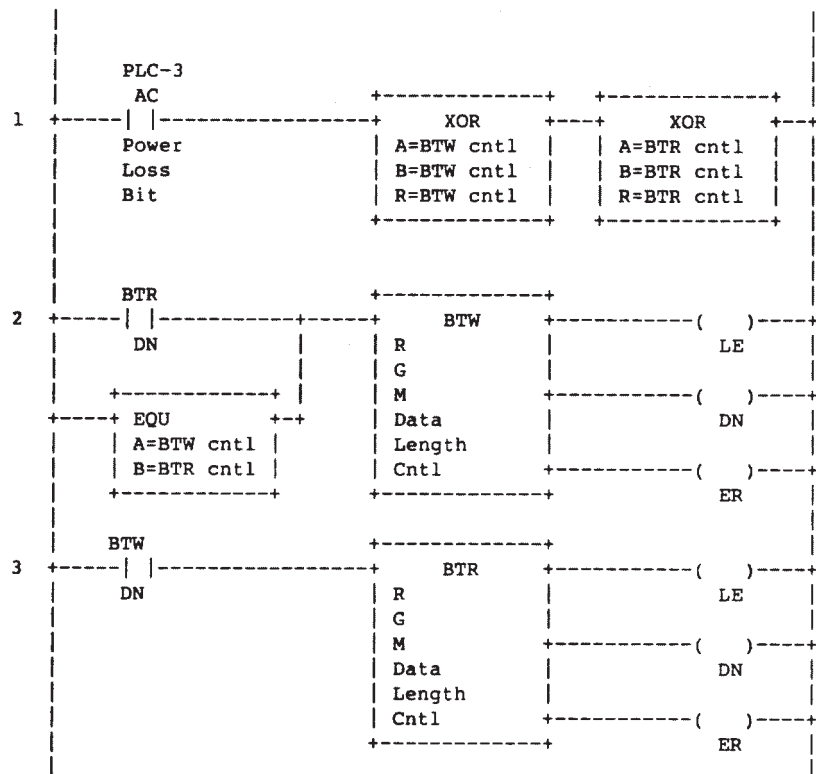 PLC-3
AC
1
Power
Loss
Bit
XOR
A=BTW cntl
B=BTW cntl
R=BTW cntl
XOR
A=BTR cntl
B=BTR cntl
R=BTR cntl
BTR
2
DN
EQU
A=BTW cntl
B=BTR cntl
BTW
R
G
M
Data
Length
Cntl
LE
DN
ER
BTW
3
DN
BTR
R
G
M
Data
Length
Cntl
LE
DN
ER